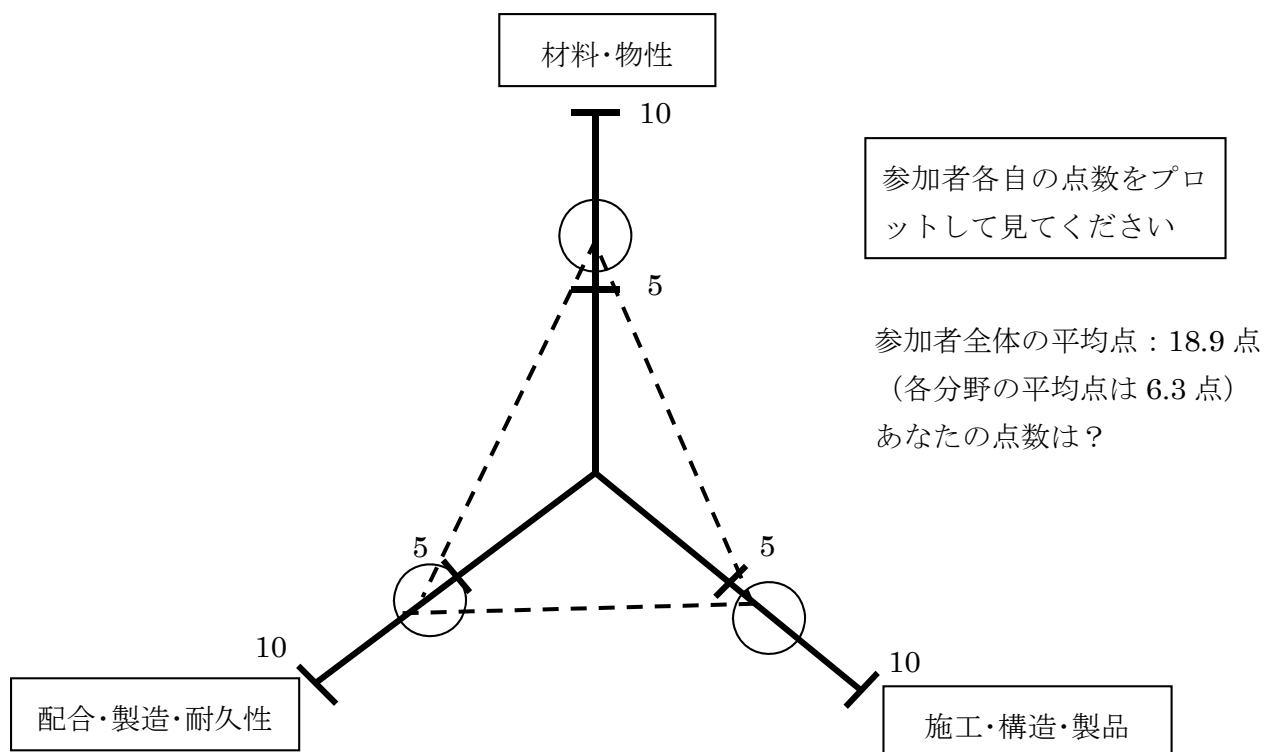 材料･物性
10
参加者各自の点数をプロ
ットして見てください
5
参加者全体の平均点：18.9 点
（各分野の平均点は 6.3 点）
あなたの点数は？
5
5
10
10
配合･製造･耐久性
施工･構造･製品